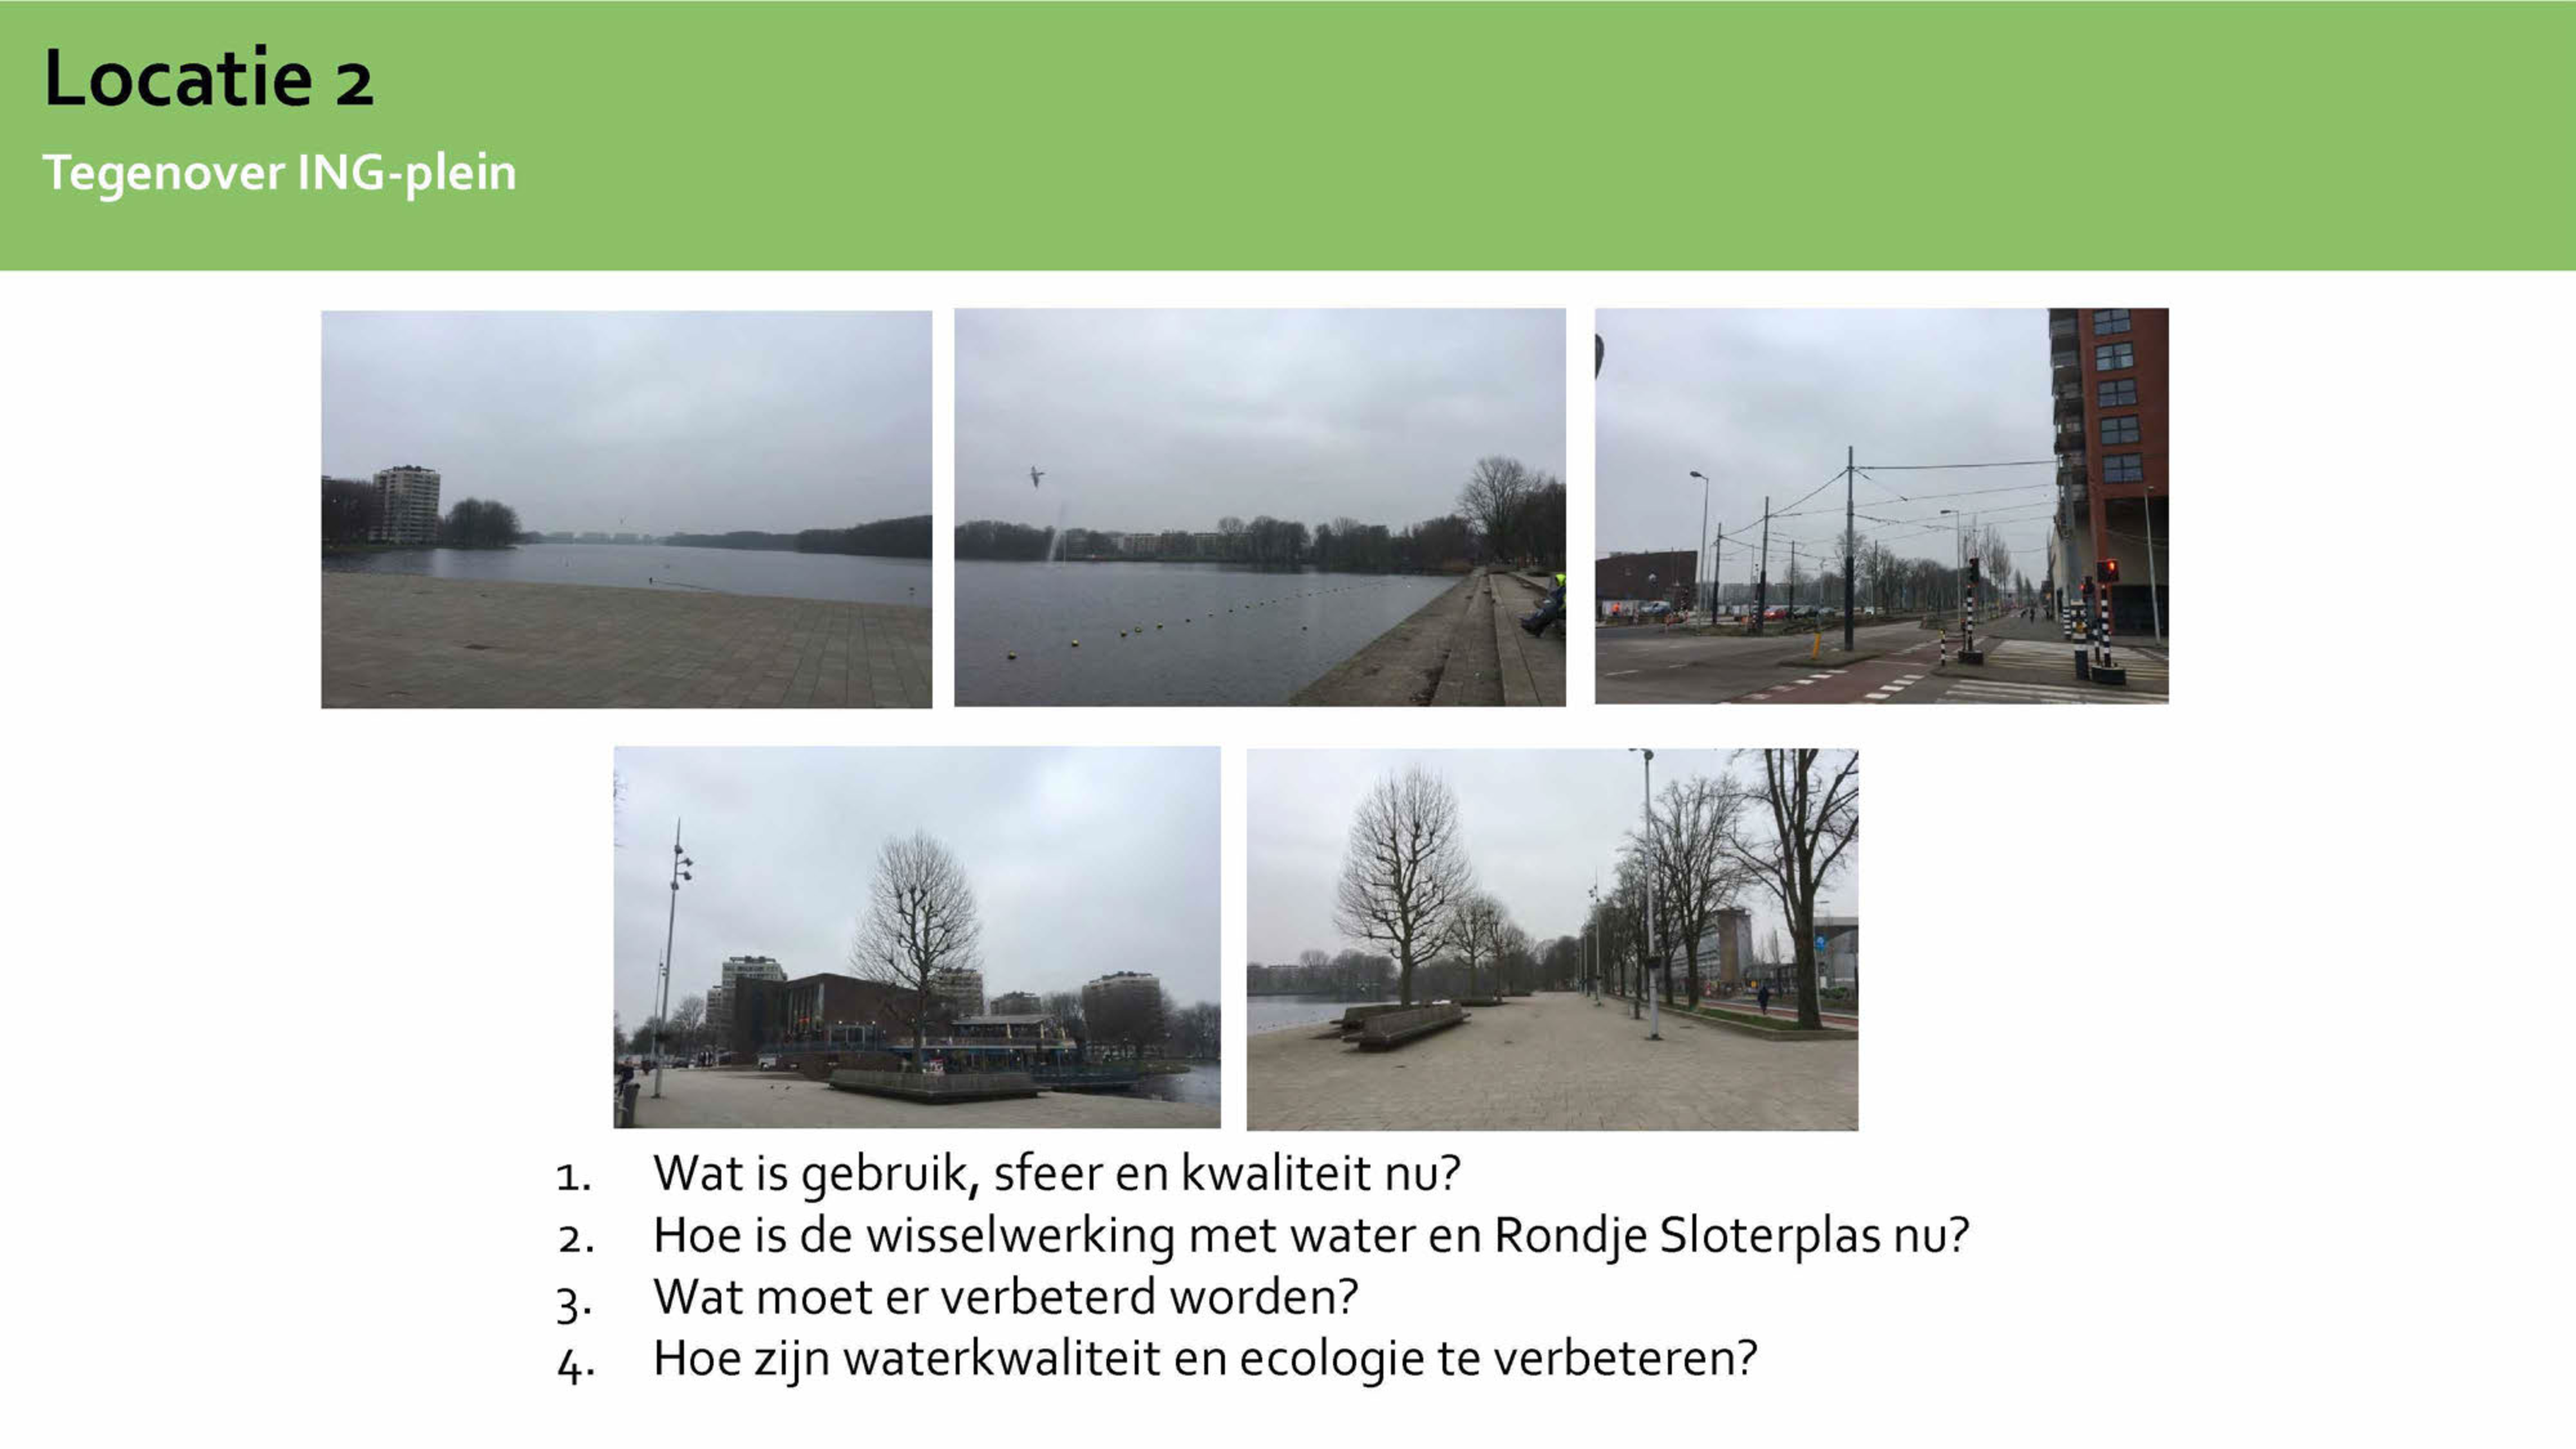 Locatie 2
Tegenover ING-plein
1. Wat is gebruik, sfeer en kwaliteit nu?
2. Hoe is de wisselwerking met water en Rondje Sloterplas nu?
3. Wat moet er verbeterd worden?
4. Hoe zijn waterkwaliteit en ecologie te verbeteren?